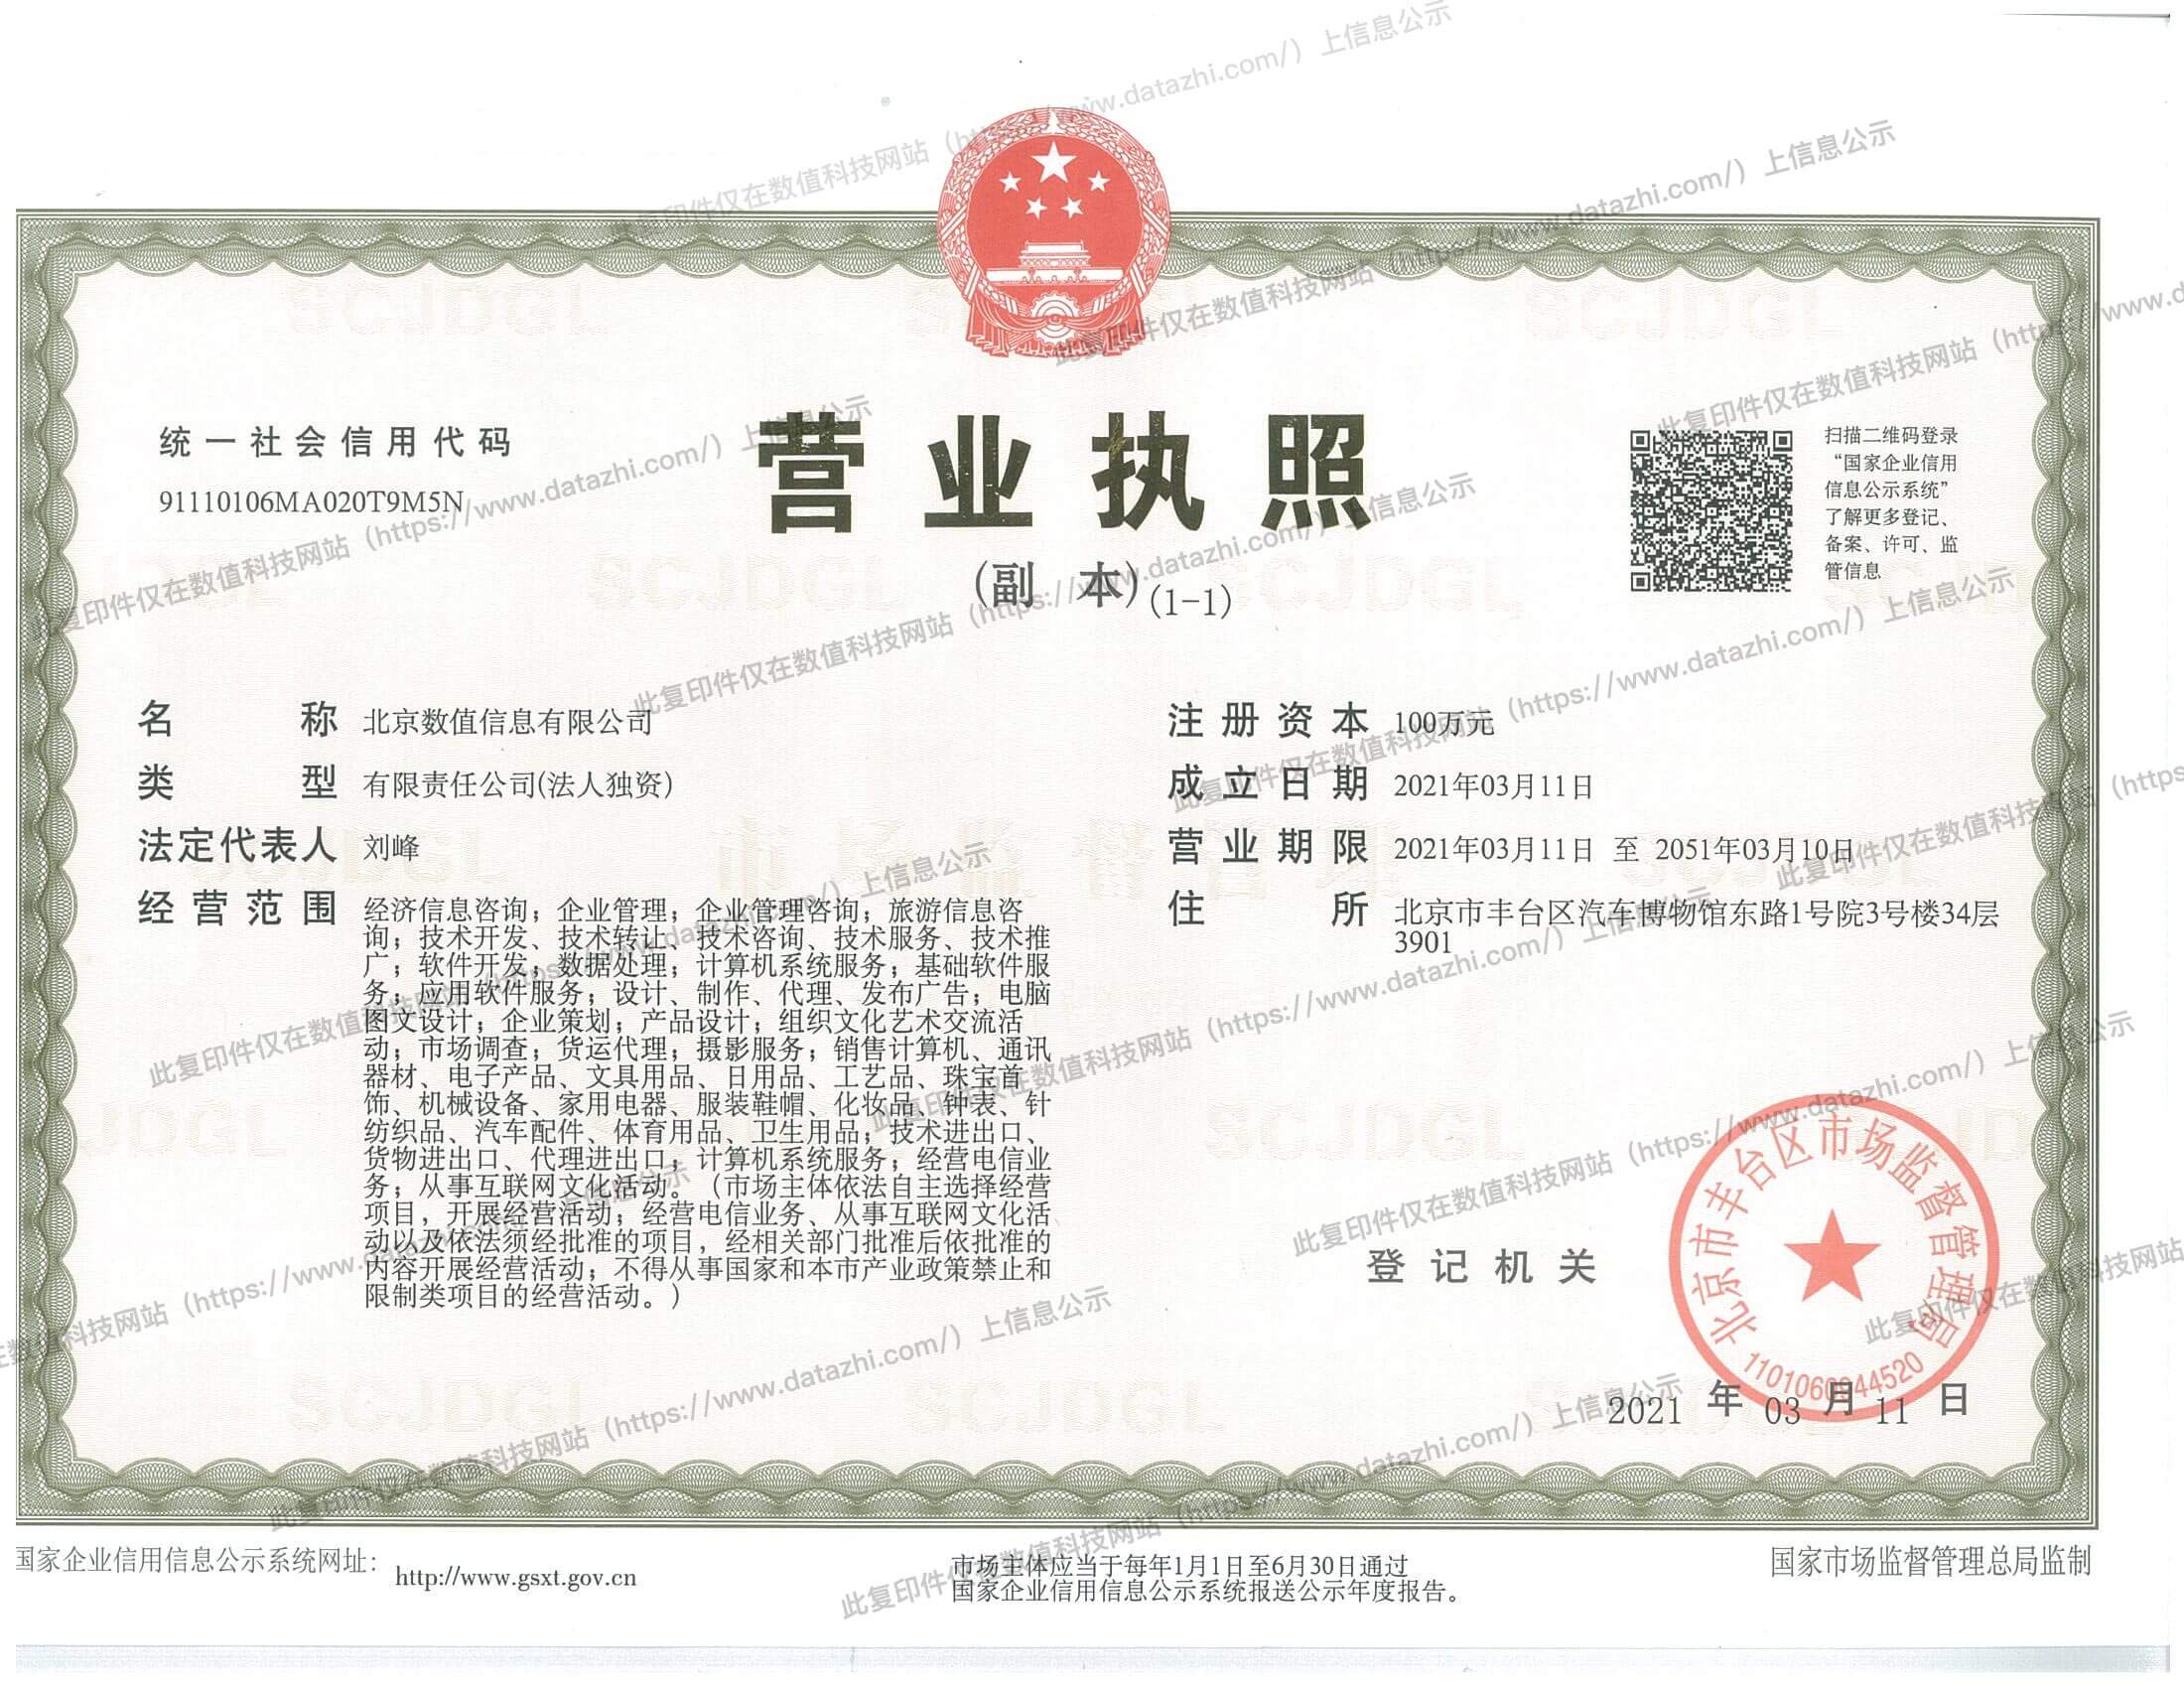 统一社会信用代码
91110106MA020T9M5N
营业执照
(副 本)(1-1)
扫描二维码登录
“国家企业信用
信息公示系统”
了解更多登记、
备案、许可、监
管信息
名 称 北京数值信息有限公司
类 型 有限责任公司(法人独资)
法定代表人 刘峰
经营范围 经济信息咨询；企业管理；企业管理咨询；旅游信息咨
询；技术开发、技术转让、技术咨询、技术服务、技术推
广；软件开发；数据处理；计算机系统服务；基础软件服
务；应用软件服务；设计、制作、代理、发布广告；电脑
图文设计；企业策划；产品设计；组织文化艺术交流活
动；市场调查；货运代理；摄影服务；销售计算机、通讯
器材、电子产品、文具用品、日用品、工艺品、珠宝首
饰、机械设备、家用电器、服装鞋帽、化妆品、钟表、针
纺织品、汽车配件、体育用品、卫生用品；技术进出口、
货物进出口、代理进出口；计算机系统服务；经营电信业
务；从事互联网文化活动。（市场主体依法自主选择经营
项目，开展经营活动；经营电信业务、从事互联网文化活
动以及依法须经批准的项目，经相关部门批准后依批准的
内容开展经营活动；不得从事国家和本市产业政策禁止和
限制类项目的经营活动。）
注册资本 100万元
成立日期 2021年03月11日
营业期限 2021年03月11日 至 2051年03月10日
住 所 北京市丰台区汽车博物馆东路1号院3号楼34层
3901
登记机关
北京市丰台区市场监督管理局
1101060944520
2021 年 03 月 11 日
国家企业信用信息公示系统网址：
http://www.gsxt.gov.cn
市场主体应当于每年1月1日至6月30日通过
国家企业信用信息公示系统报送公示年度报告。
国家市场监督管理总局监制
此复印件仅在数值科技网站（https://www.datazhi.com/）上信息公示
SCJDGL